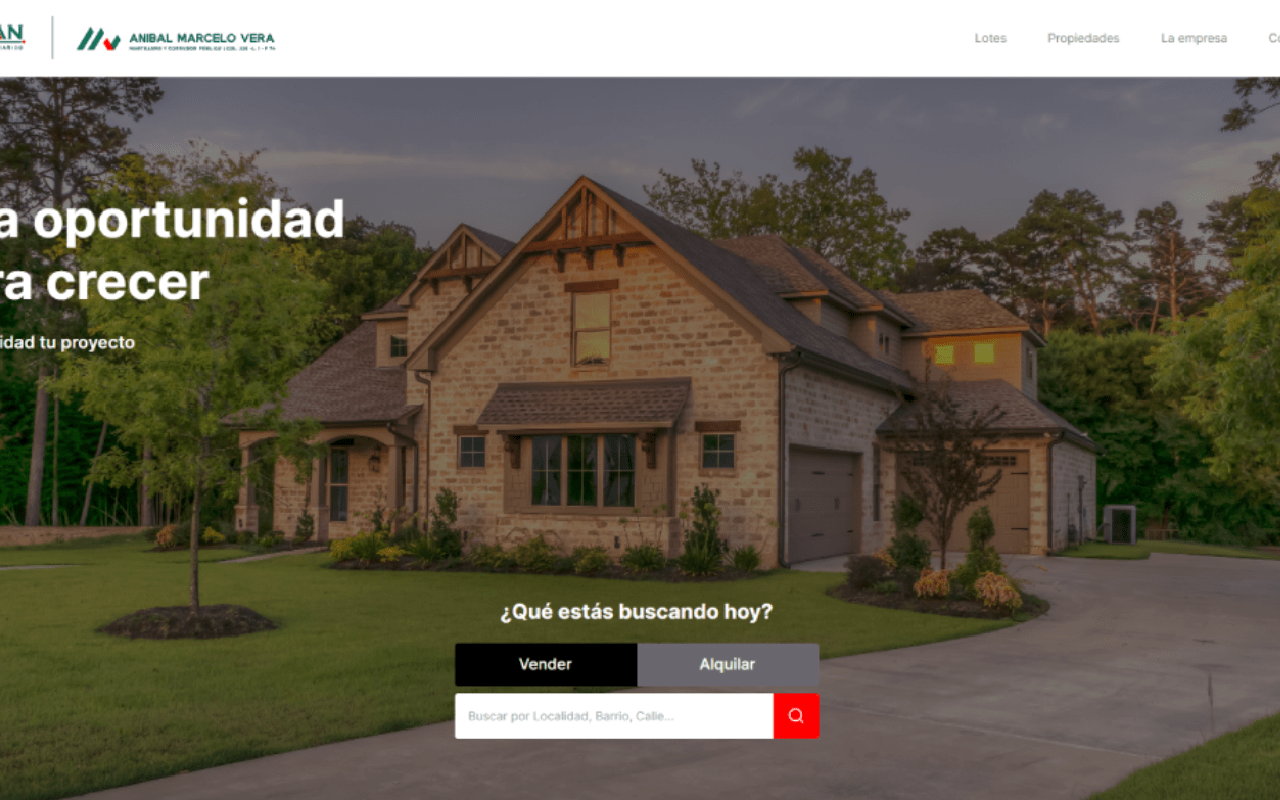 AN
ANIBAL MARCELO VERA
Lotes
Propiedades
La empresa
Co
a oportunidad
ra crecer
idad tu proyecto
¿Qué estás buscando hoy?
Vender
Alquilar
Buscar por Localidad, Barrio, Calle...